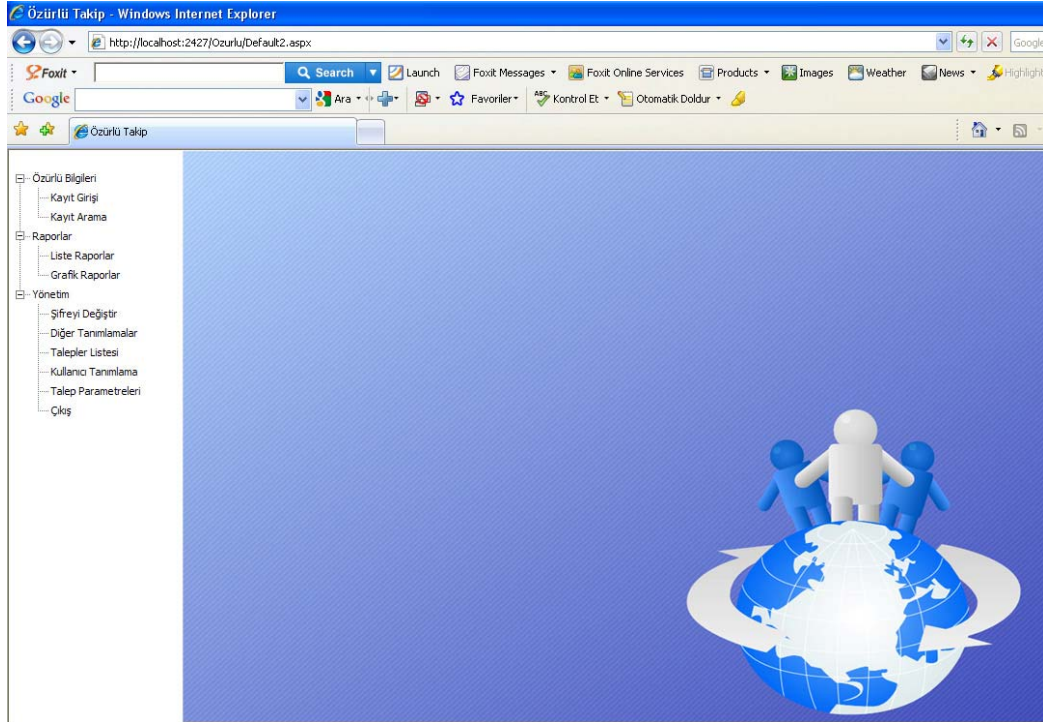 Özürlü Takip - Windows Internet Explorer
http://localhost:2427/Ozurlu/Default2.aspx
Google
Foxit Search Launch Foxit Messages Foxit Online Services Products Images Weather News Highlight
Google Ara Favoriler Kontrol Et Otomatik Doldur
Özürlü Takip
Özürlü Bilgileri
Kayıt Girişi
Kayıt Arama
Raporlar
Liste Raporlar
Grafik Raporlar
Yönetim
Şifreyi Değiştir
Diğer Tanımlamalar
Talepler Listesi
Kullanıcı Tanımlama
Talep Parametreleri
Çıkış